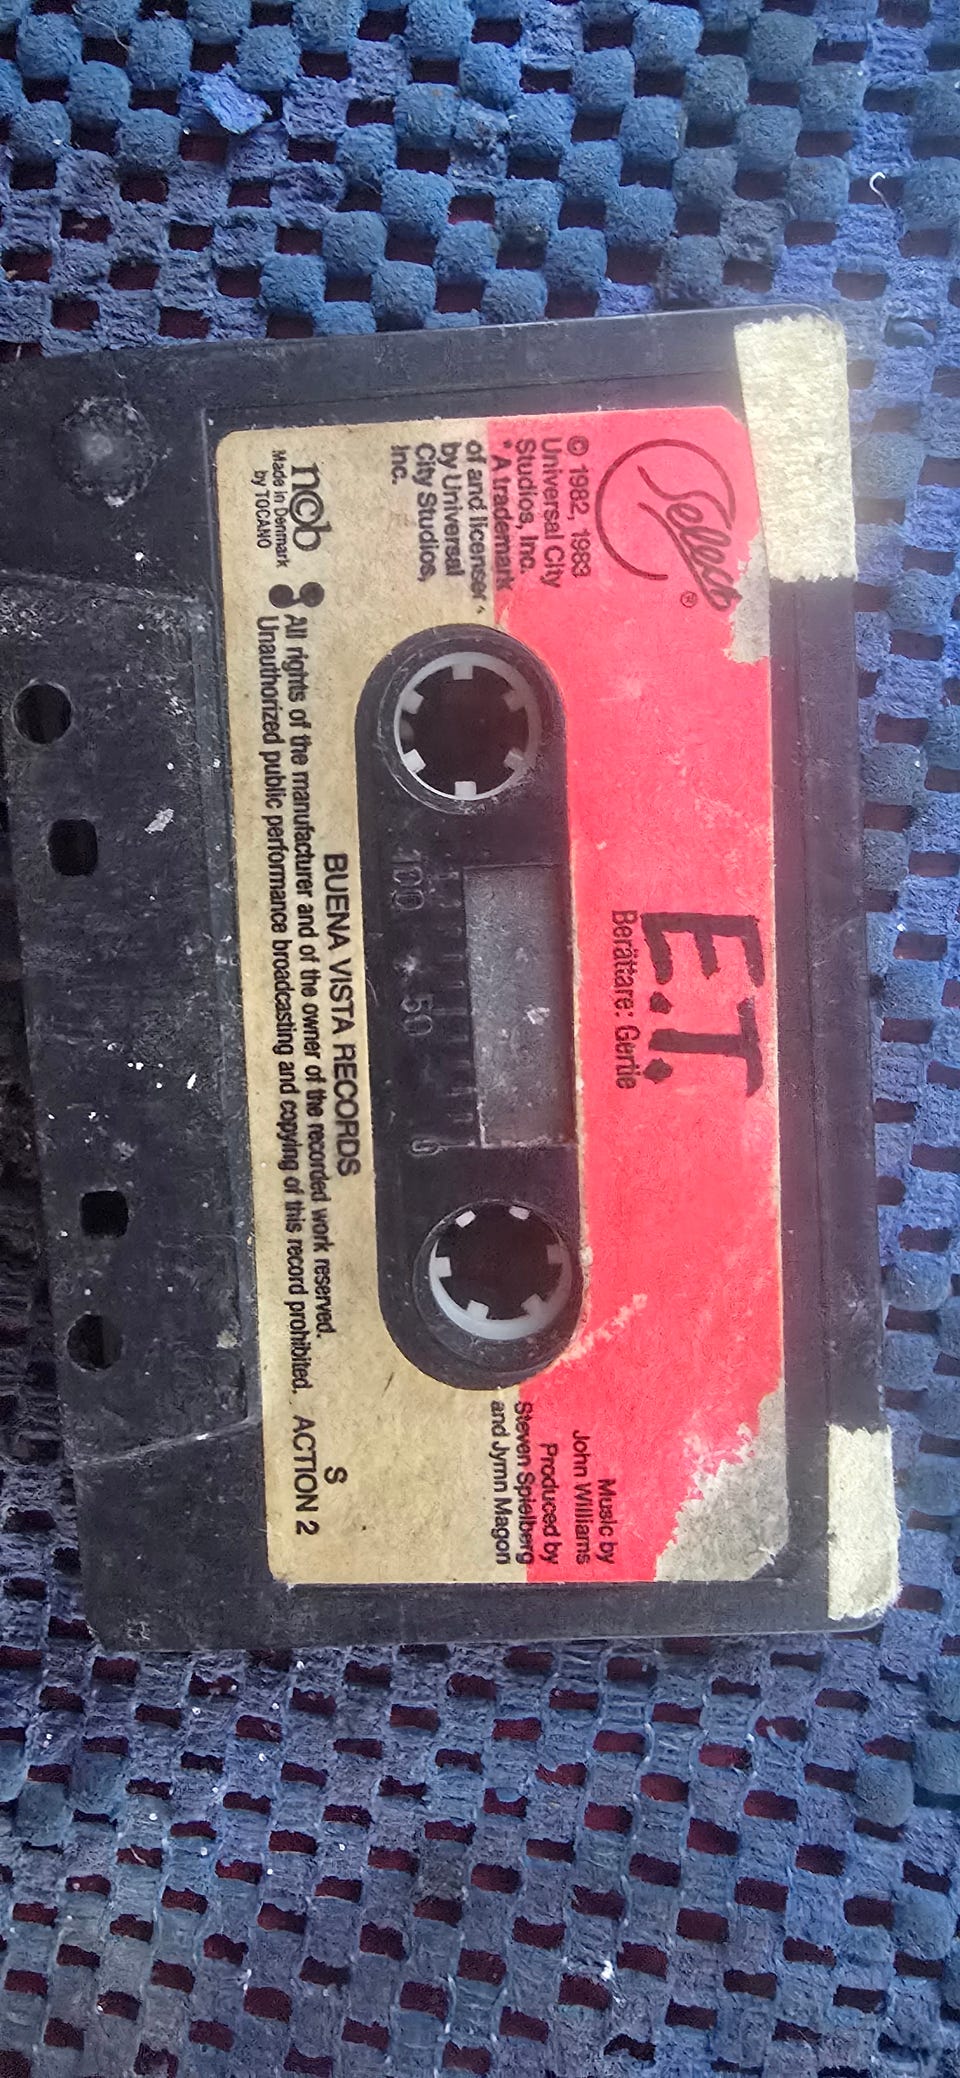 Select ®
E.T.
Berättare: Gertie
© 1982, 1983
Universal City
Studios, Inc.
* A trademark
of and licensed
by Universal
City Studios,
Inc.
Music by
John Williams
Produced by
Steven Spielberg
and Jymn Magon
100 50 0
BUENA VISTA RECORDS
S
ncb
Made in Denmark
by TOCANO
All rights of the manufacturer and of the owner of the recorded work reserved.
Unauthorized public performance broadcasting and copying of this record prohibited.
ACTION 2